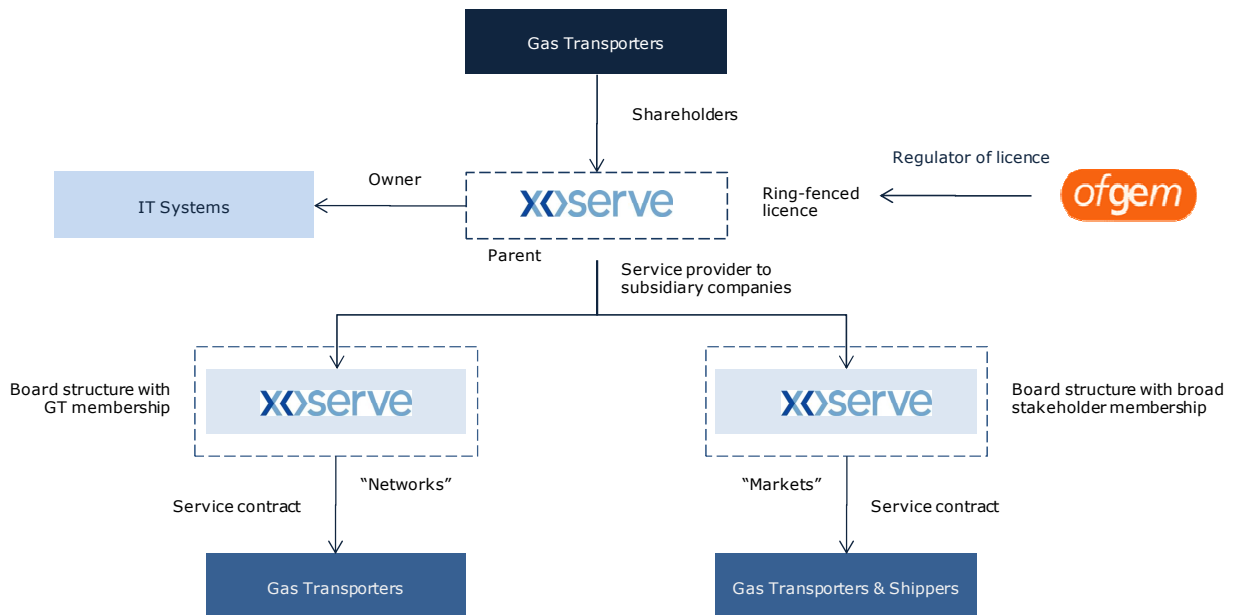 Gas Transporters
Shareholders
Regulator of licence
Owner
IT Systems
xoserve
Ring-fenced
licence
ofgem
Parent
Service provider to
subsidiary companies
Board structure with
GT membership
xoserve
xoserve
Board structure with broad
stakeholder membership
“Networks”
“Markets”
Service contract
Service contract
Gas Transporters
Gas Transporters & Shippers